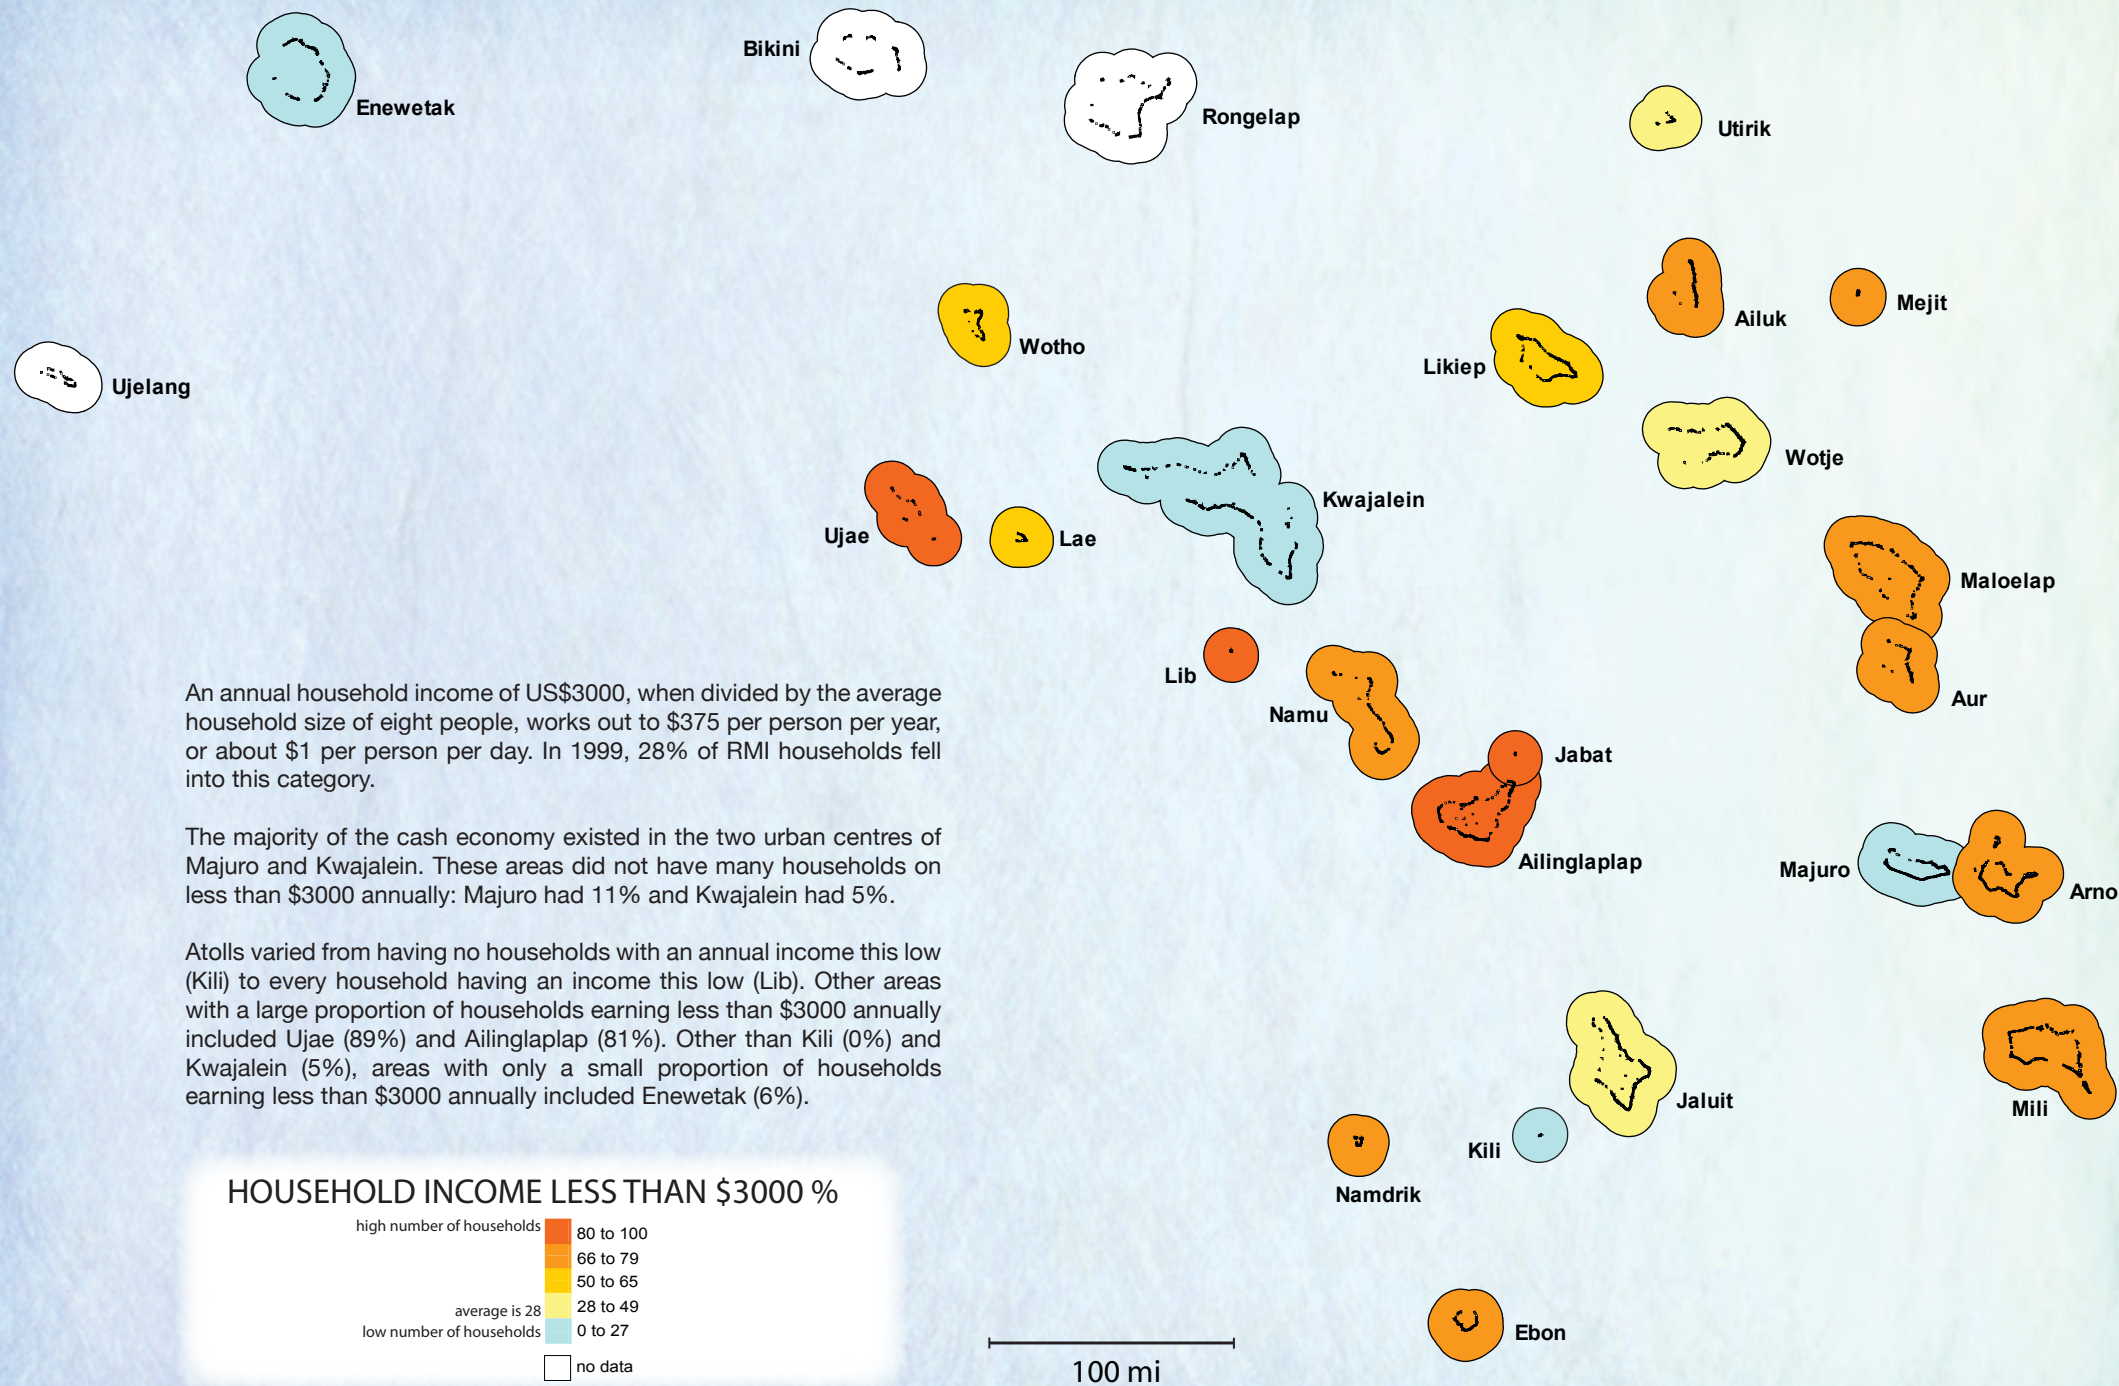 Bikini
Enewetak
Rongelap
Utirik
Mejit
Ailuk
Wotho
Likiep
Ujelang
Wotje
Kwajalein
Ujae
Lae
Maloelap
Lib
Aur
Namu
Jabat
Ailinglaplap
Majuro
Arno
Jaluit
Mili
Kili
Namdrik
Ebon
An annual household income of US$3000, when divided by the average
household size of eight people, works out to $375 per person per year,
or about $1 per person per day. In 1999, 28% of RMI households fell
into this category.
The majority of the cash economy existed in the two urban centres of
Majuro and Kwajalein. These areas did not have many households on
less than $3000 annually: Majuro had 11% and Kwajalein had 5%.
Atolls varied from having no households with an annual income this low
(Kili) to every household having an income this low (Lib). Other areas
with a large proportion of households earning less than $3000 annually
included Ujae (89%) and Ailinglaplap (81%). Other than Kili (0%) and
Kwajalein (5%), areas with only a small proportion of households
earning less than $3000 annually included Enewetak (6%).
HOUSEHOLD INCOME LESS THAN $3000 %
high number of households
80 to 100
66 to 79
50 to 65
average is 28
28 to 49
low number of households
0 to 27
no data
100 mi